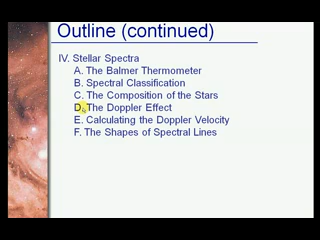 Outline (continued)
IV. Stellar Spectra
A. The Balmer Thermometer
B. Spectral Classification
C. The Composition of the Stars
D. The Doppler Effect
E. Calculating the Doppler Velocity
F. The Shapes of Spectral Lines